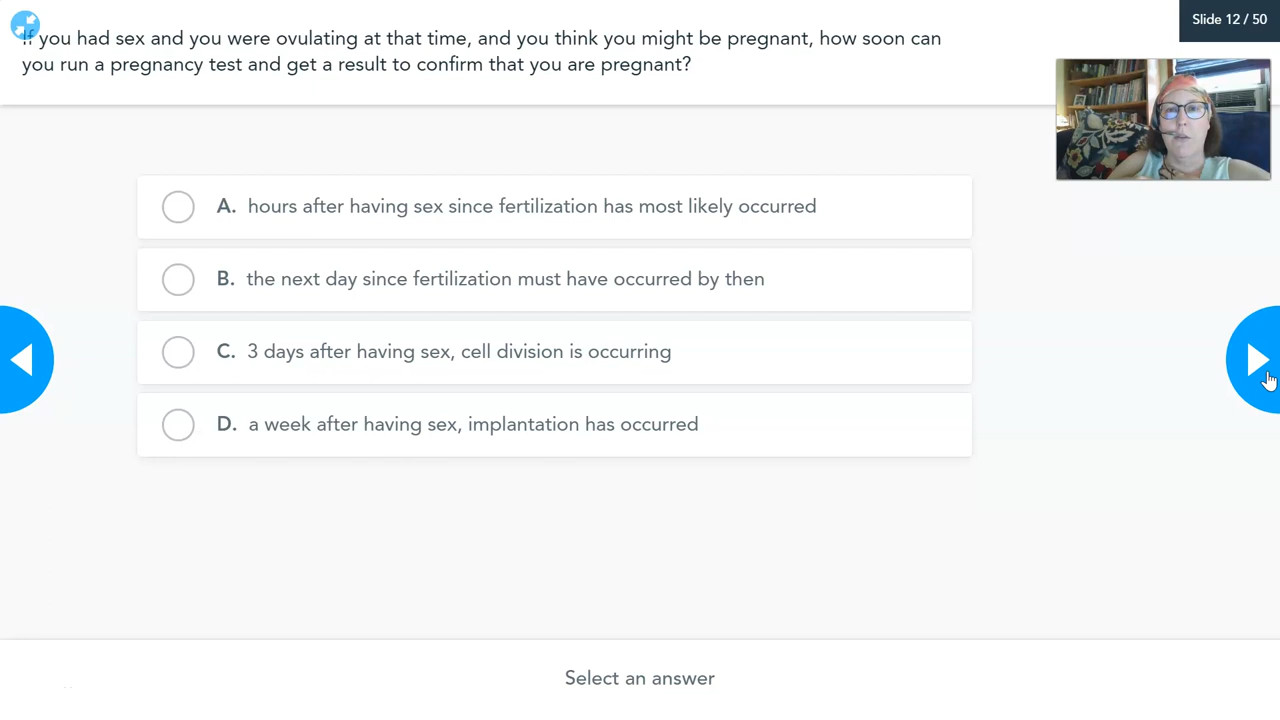 If you had sex and you were ovulating at that time, and you think you might be pregnant, how soon can
you run a pregnancy test and get a result to confirm that you are pregnant?
Slide 12 / 50
A. hours after having sex since fertilization has most likely occurred
B. the next day since fertilization must have occurred by then
C. 3 days after having sex, cell division is occurring
D. a week after having sex, implantation has occurred
Select an answer